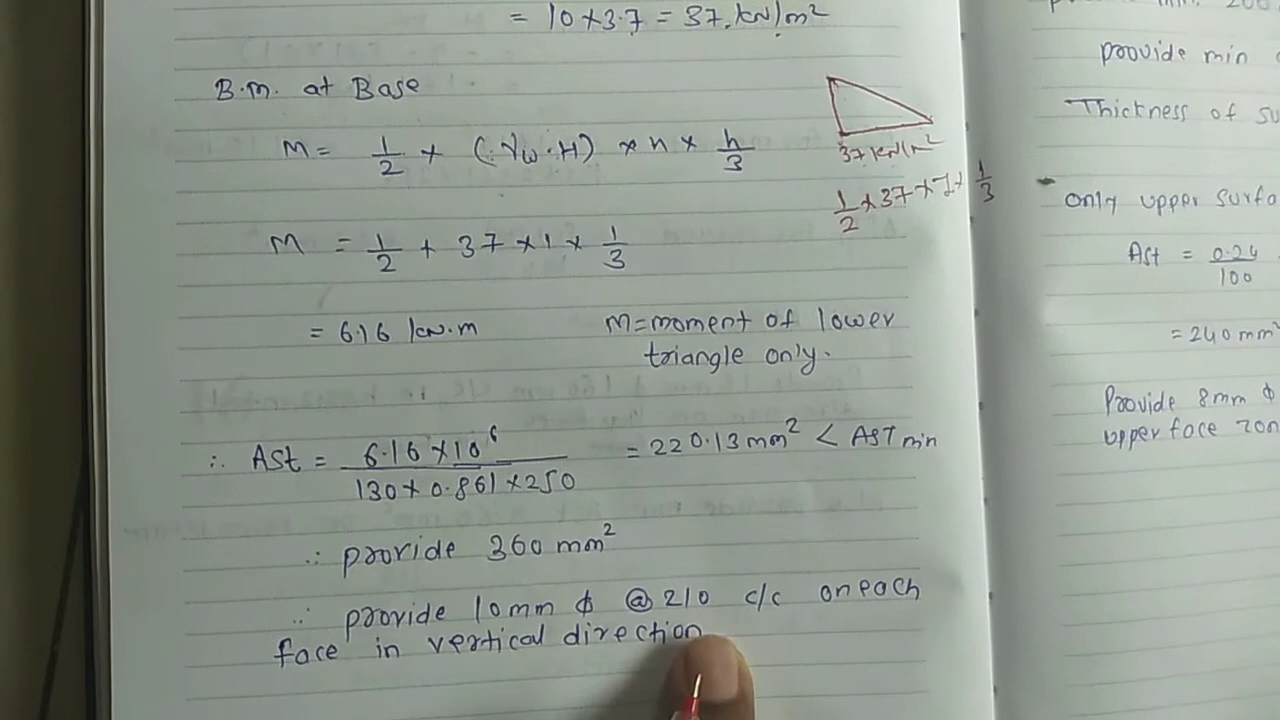 = 10 × 3.7 = 37. kN/m²
B.M. at Base
M = 1/2 × (γw·H) × h × h/3
M = 1/2 × 37 × 1 × 1/3
= 6.16 kN.m
M = moment of lower
triangle only.
37 kN/m²
1/2 × 37 × 1 × 1/3
∴ Ast = 6.16 × 10⁶ / 130 × 0.861 × 250 = 220.13 mm² < AST min
∴ provide 360 mm²
∴ provide 10mm ϕ @ 210 c/c on each
face in vertical direction
provide min
Thickness of su
only upper surfa
Ast = 0.24 / 100
= 240 mm²
Provide 8mm ϕ
upper face zon